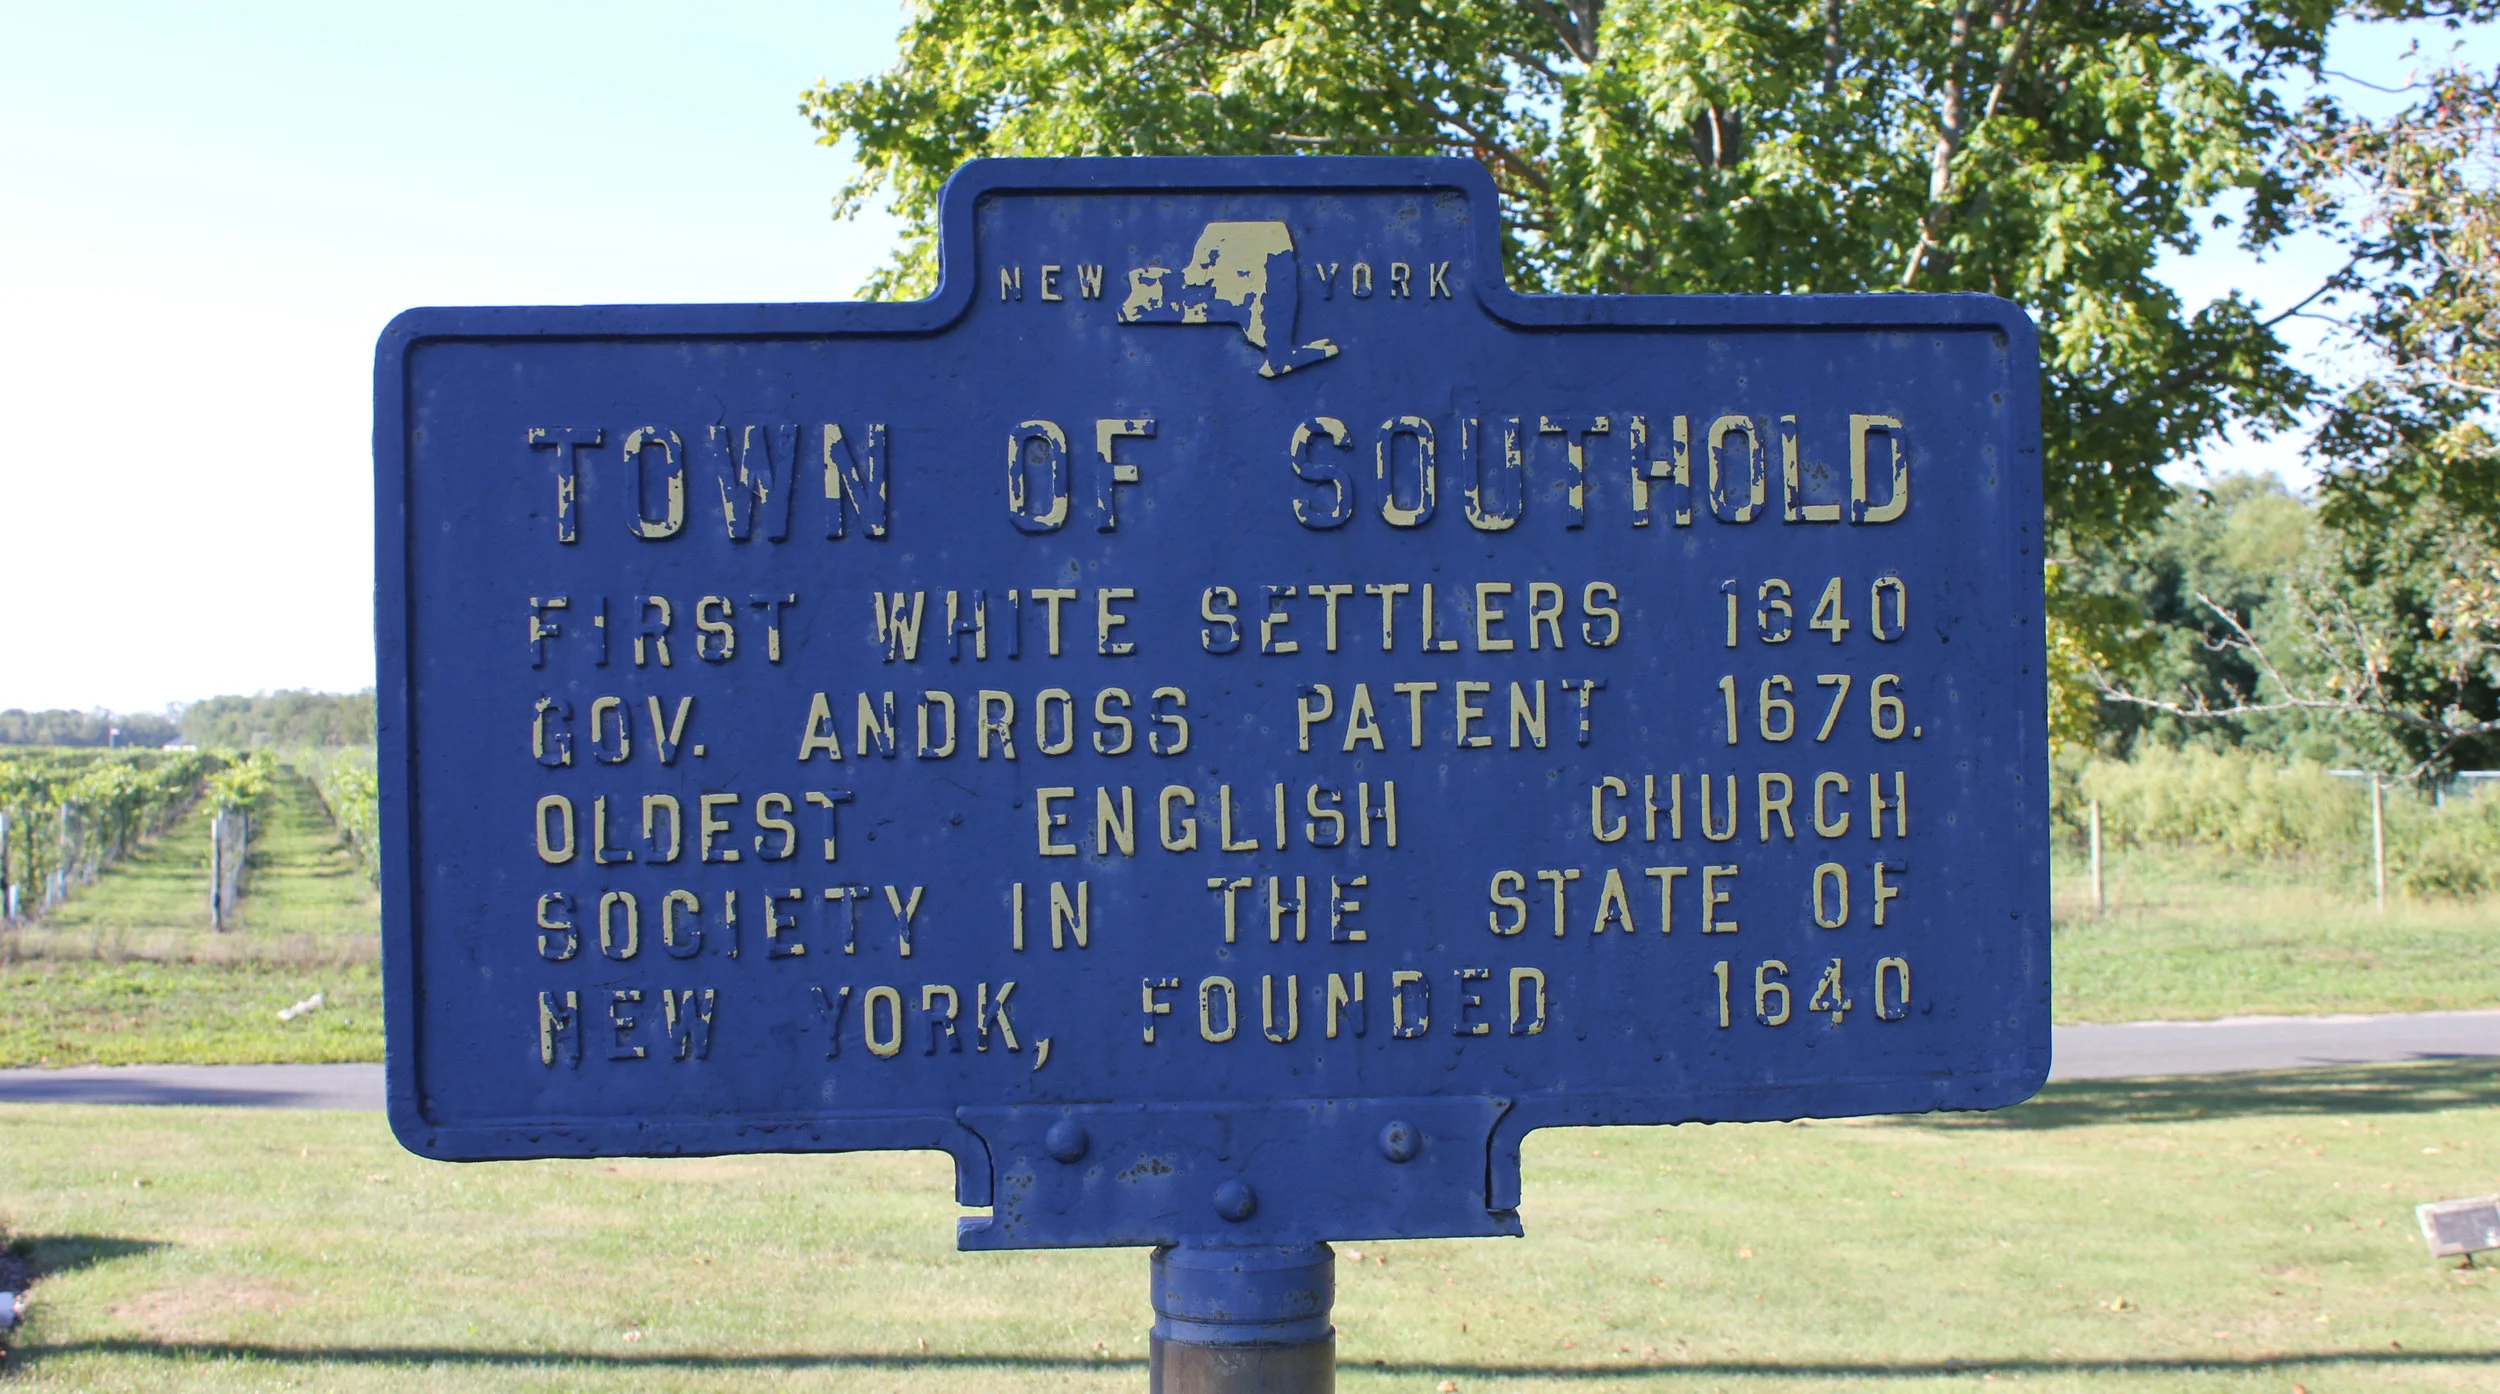 NEW YORK
TOWN OF SOUTHOLD
FIRST WHITE SETTLERS 1640
GOV. ANDROSS PATENT 1676.
OLDEST ENGLISH CHURCH
SOCIETY IN THE STATE OF
NEW YORK, FOUNDED 1640.